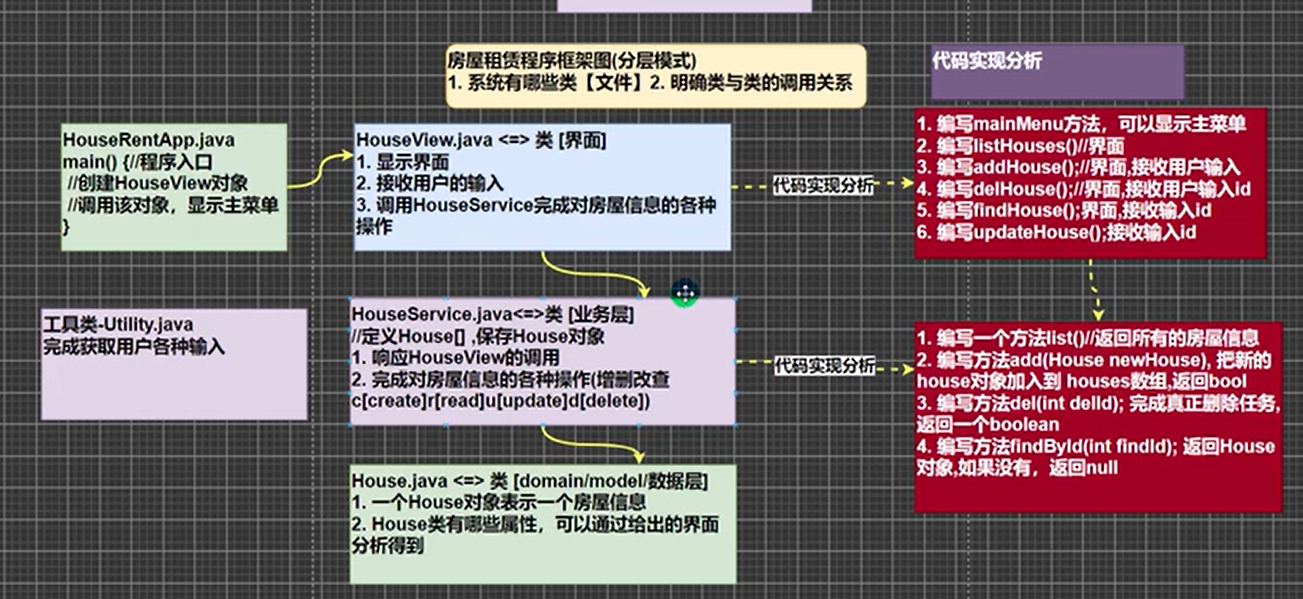 房屋租赁程序框架图(分层模式)
1. 系统有哪些类【文件】2. 明确类与类的调用关系
代码实现分析
HouseRentApp.java
main() {//程序入口
//创建HouseView对象
//调用该对象，显示主菜单
}
HouseView.java <=> 类 [界面]
1. 显示界面
2. 接收用户的输入
3. 调用HouseService完成对房屋信息的各种
操作
代码实现分析
1. 编写mainMenu方法，可以显示主菜单
2. 编写listHouses()//界面
3. 编写addHouse();//界面,接收用户输入
4. 编写delHouse();//界面,接收用户输入id
5. 编写findHouse();界面,接收输入id
6. 编写updateHouse();接收输入id
工具类-Utility.java
完成获取用户各种输入
HouseService.java<=>类 [业务层]
//定义House[] ,保存House对象
1. 响应HouseView的调用
2. 完成对房屋信息的各种操作(增删改查
c[create]r[read]u[update]d[delete])
代码实现分析
1. 编写一个方法list()//返回所有的房屋信息
2. 编写方法add(House newHouse), 把新的
house对象加入到 houses数组,返回bool
3. 编写方法del(int delId); 完成真正删除任务,
返回一个boolean
4. 编写方法findById(int findId); 返回House
对象,如果没有，返回null
House.java <=> 类 [domain/model/数据层]
1. 一个House对象表示一个房屋信息
2. House类有哪些属性，可以通过给出的界面
分析得到